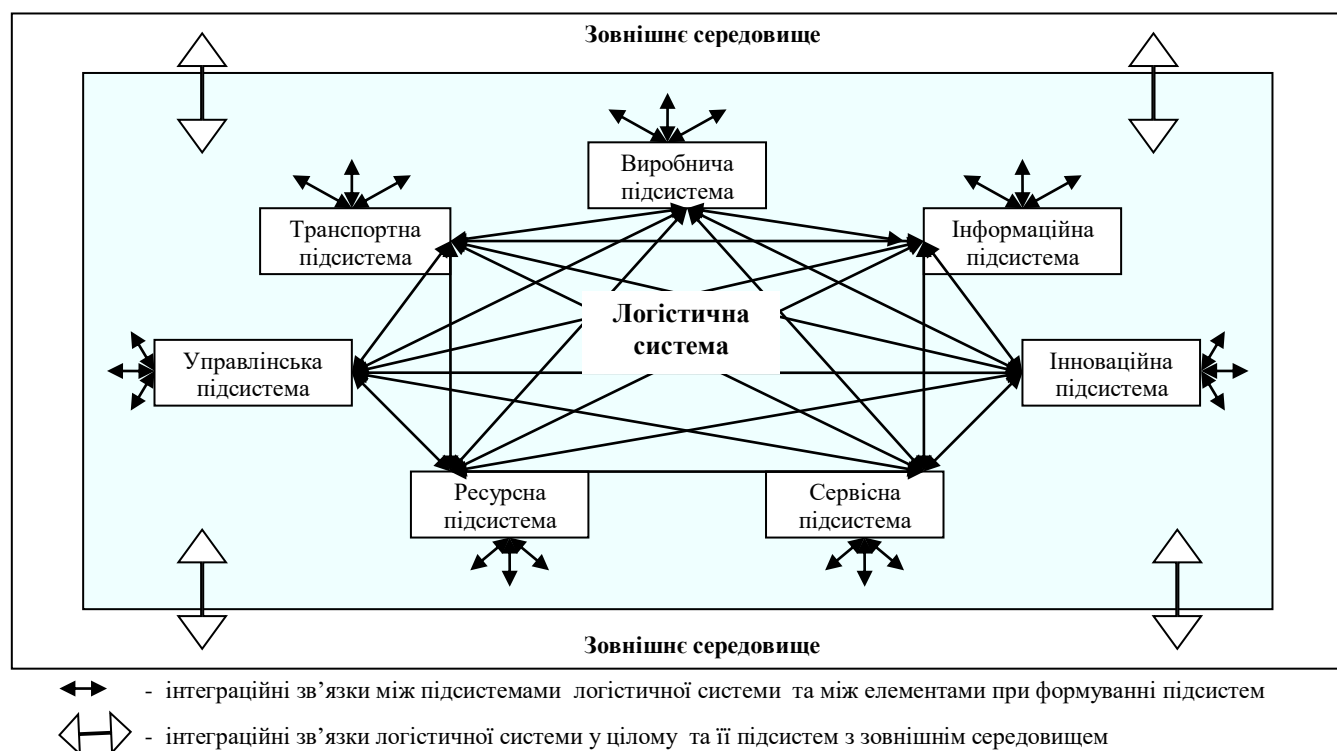 Зовнішнє середовище
Виробнича
підсистема
Транспортна
підсистема
Інформаційна
підсистема
Логістична
система
Управлінська
підсистема
Інноваційна
підсистема
Ресурсна
підсистема
Сервісна
підсистема
Зовнішнє середовище
- інтеграційні зв’язки між підсистемами логістичної системи та між елементами при формуванні підсистем
- інтеграційні зв’язки логістичної системи у цілому та її підсистем з зовнішнім середовищем